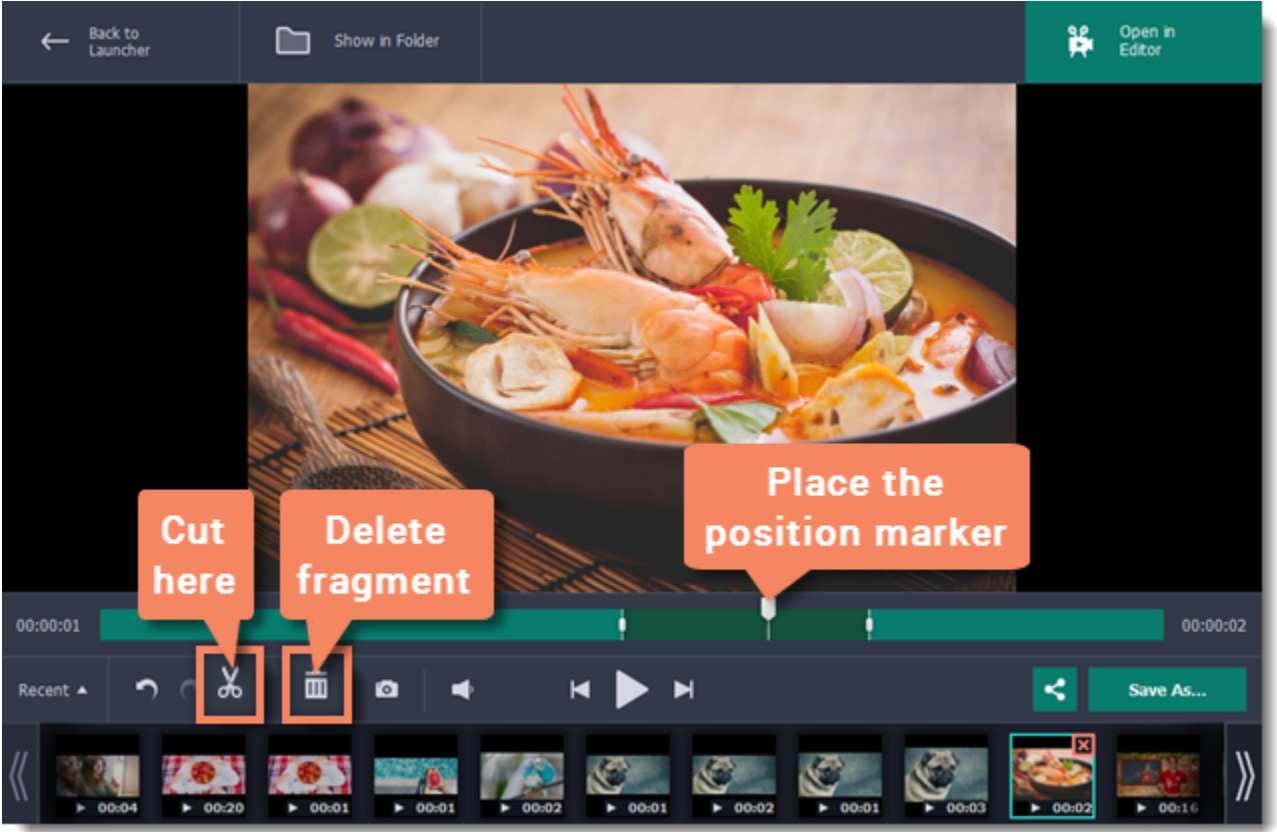 Back to
Launcher
Show in Folder
Open in
Editor
Place the
position marker
Cut
here
Delete
fragment
00:00:01
00:00:02
Recent
Save As...
00:04
00:20
00:01
00:01
00:02
00:01
00:02
00:01
00:03
00:02
00:16